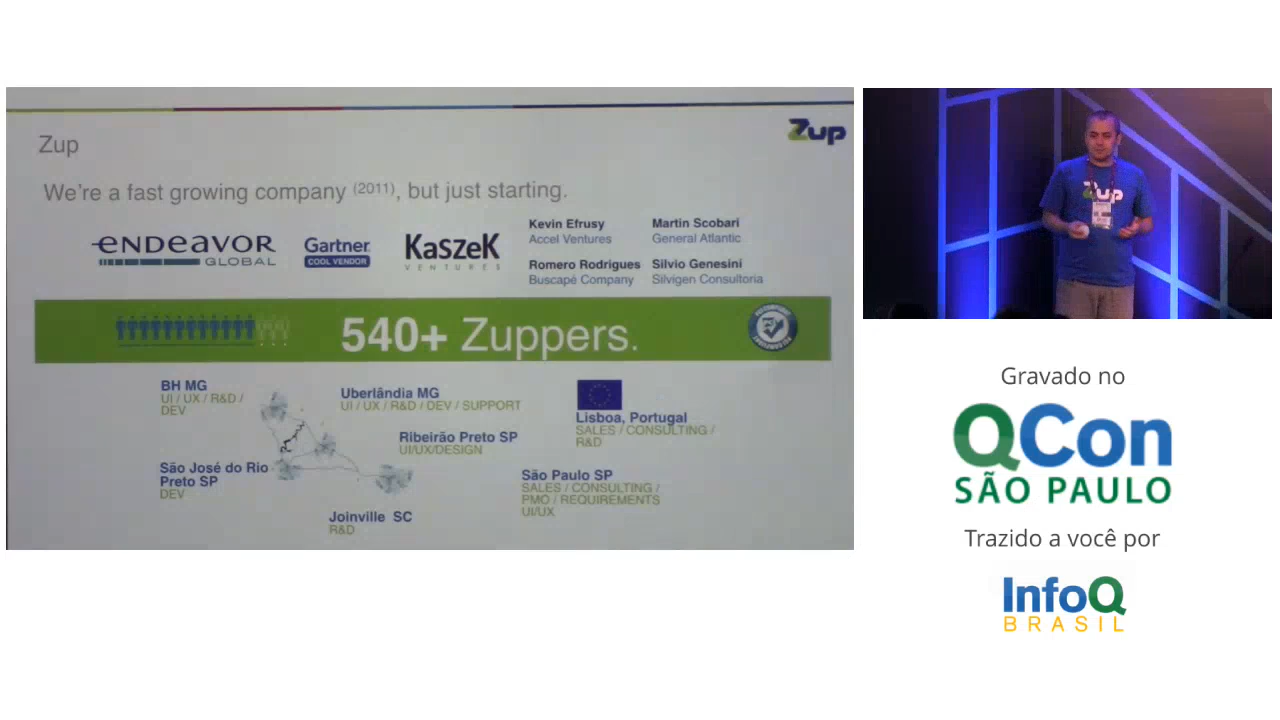 Zup
Zup
We're a fast growing company (2011), but just starting.
ENDEAVOR
GLOBAL
Gartner
COOL VENDOR
KaszeK
VENTURES
Kevin Efrusy
Accel Ventures
Martin Scobari
General Atlantic
Romero Rodrigues
Buscapé Company
Silvio Genesini
Silvigen Consultoria
540+ Zuppers.
BH MG
UI / UX / R&D /
DEV
Uberlândia MG
UI / UX / R&D / DEV / SUPPORT
Ribeirão Preto SP
UI/UX/DESIGN
Lisboa, Portugal
SALES / CONSULTING /
R&D
São José do Rio
Preto SP
DEV
São Paulo SP
SALES / CONSULTING /
PMO / REQUIREMENTS
UI/UX
Joinville SC
R&D
Zup
Gravado no
QCon
SÃO PAULO
Trazido a você por
InfoQ
BRASIL